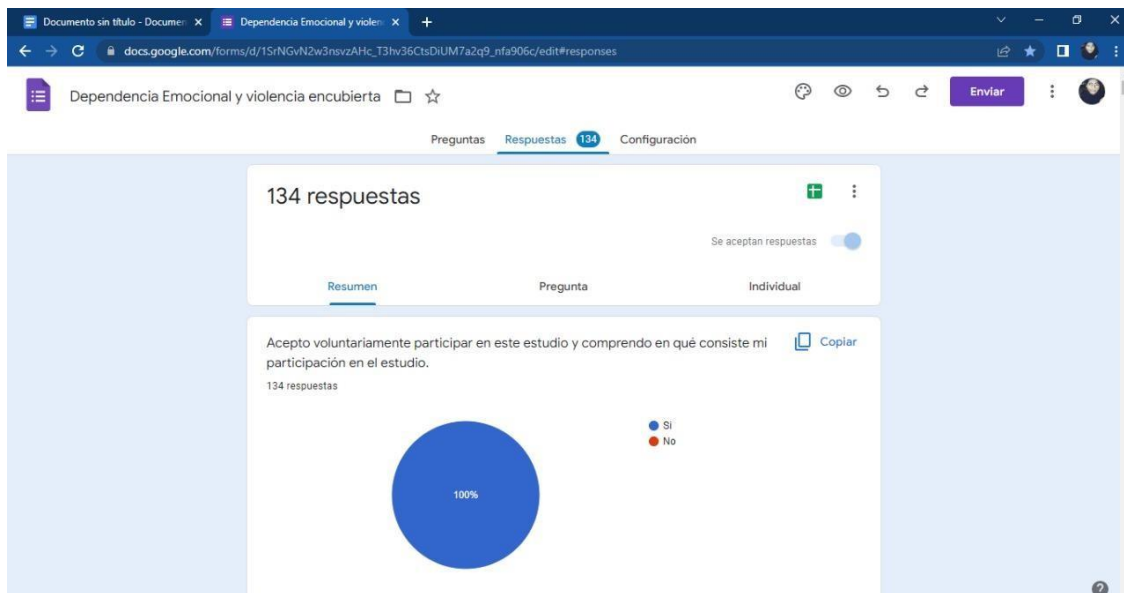 Documento sin título - Documen
Dependencia Emocional y violen
docs.google.com/forms/d/1SrNGvN2w3nsvzAHc_T3hv36CtsDiUM7a2q9_nfa906c/edit#responses
Dependencia Emocional y violencia encubierta
Enviar
Preguntas Respuestas 134 Configuración
134 respuestas
Se aceptan respuestas
Resumen Pregunta Individual
Acepto voluntariamente participar en este estudio y comprendo en qué consiste mi
participación en el estudio.
Copiar
134 respuestas
Si
No
100%